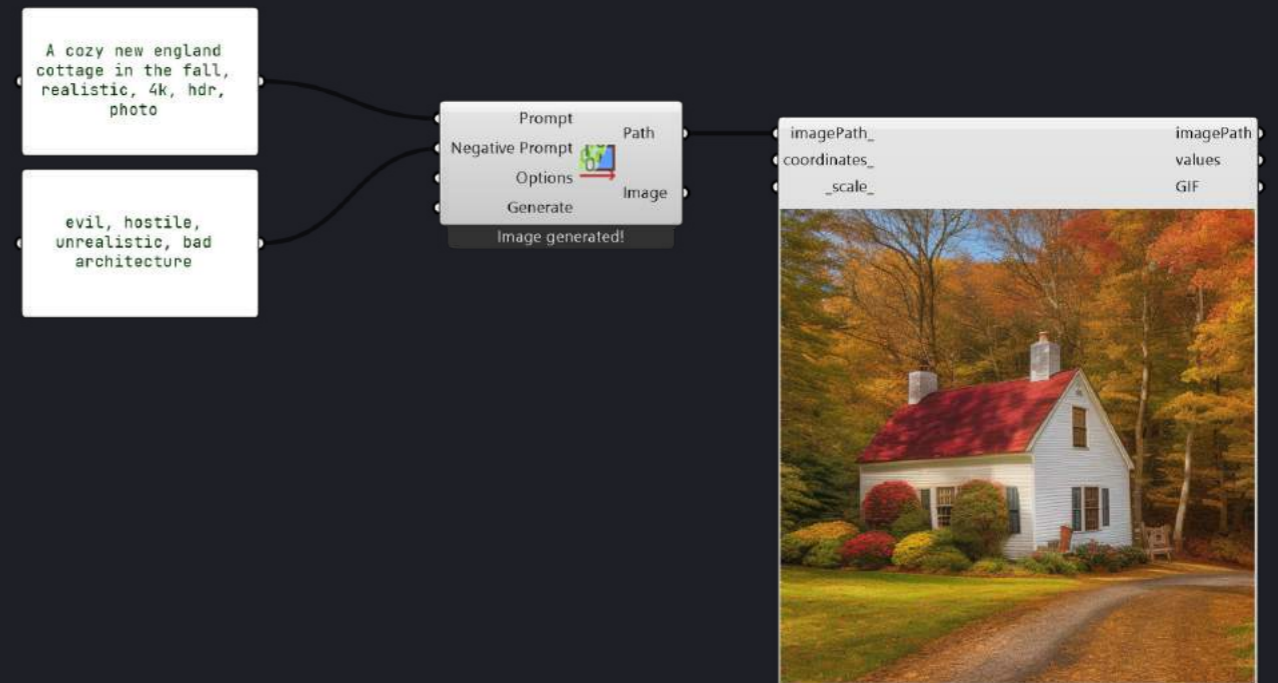 A cozy new england
cottage in the fall,
realistic, 4k, hdr,
photo
evil, hostile,
unrealistic, bad
architecture
Prompt
Negative Prompt
Options
Generate
Path
Image
Image generated!
imagePath_
coordinates_
_scale_
imagePath
values
GIF